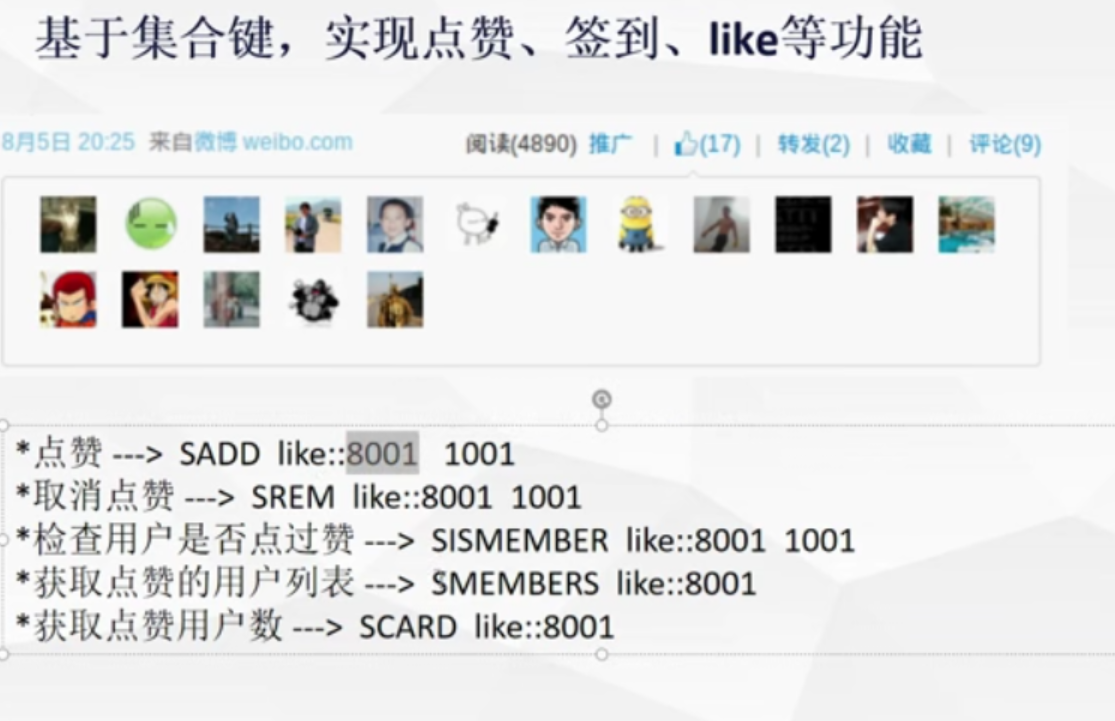 基于集合键，实现点赞、签到、like等功能
8月5日 20:25 来自微博 weibo.com 阅读(4890) 推广 | (17) | 转发(2) | 收藏 | 评论(9)
*点赞 ---> SADD like::8001 1001
*取消点赞 ---> SREM like::8001 1001
*检查用户是否点过赞 ---> SISMEMBER like::8001 1001
*获取点赞的用户列表 ---> SMEMBERS like::8001
*获取点赞用户数 ---> SCARD like::8001